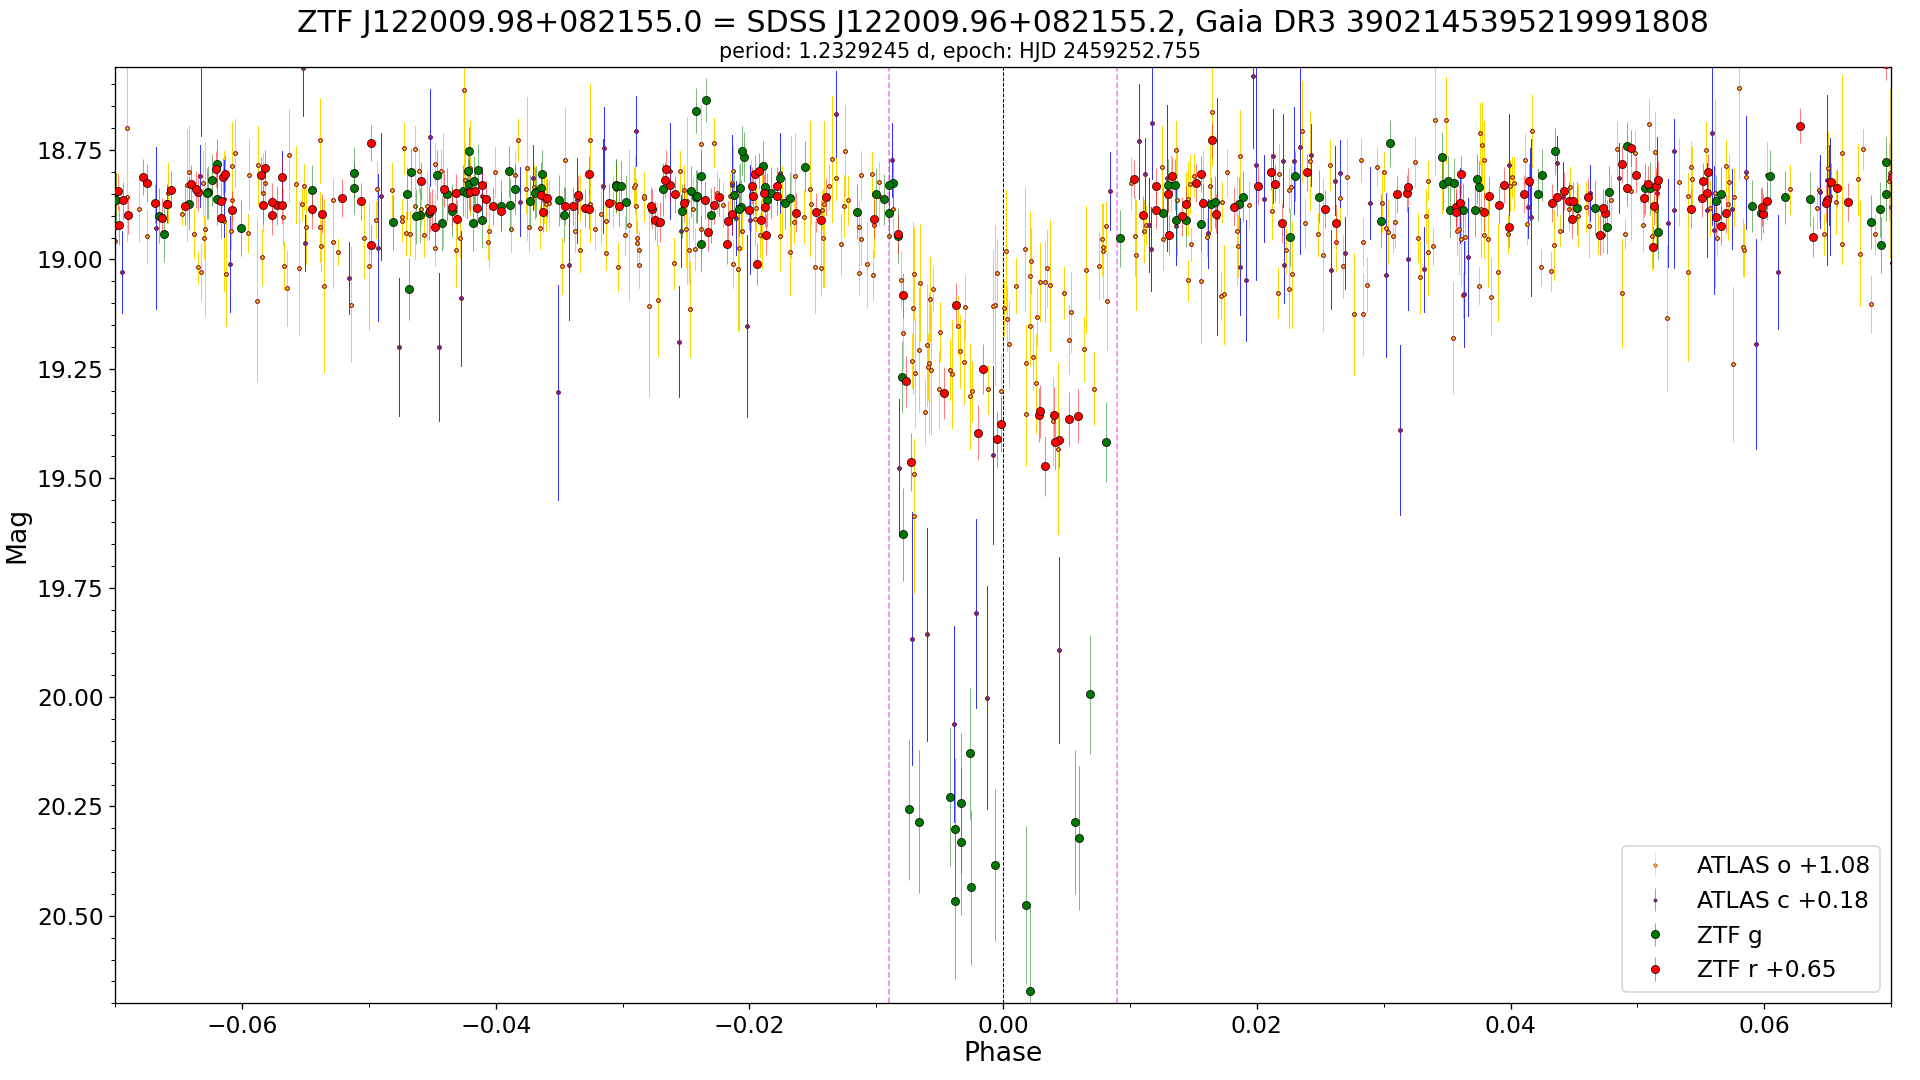 ZTF J122009.98+082155.0 = SDSS J122009.96+082155.2, Gaia DR3 3902145395219991808
period: 1.2329245 d, epoch: HJD 2459252.755
Mag
18.75
19.00
19.25
19.50
19.75
20.00
20.25
20.50
ATLAS o +1.08
ATLAS c +0.18
ZTF g
ZTF r +0.65
−0.06
−0.04
−0.02
0.00
0.02
0.04
0.06
Phase